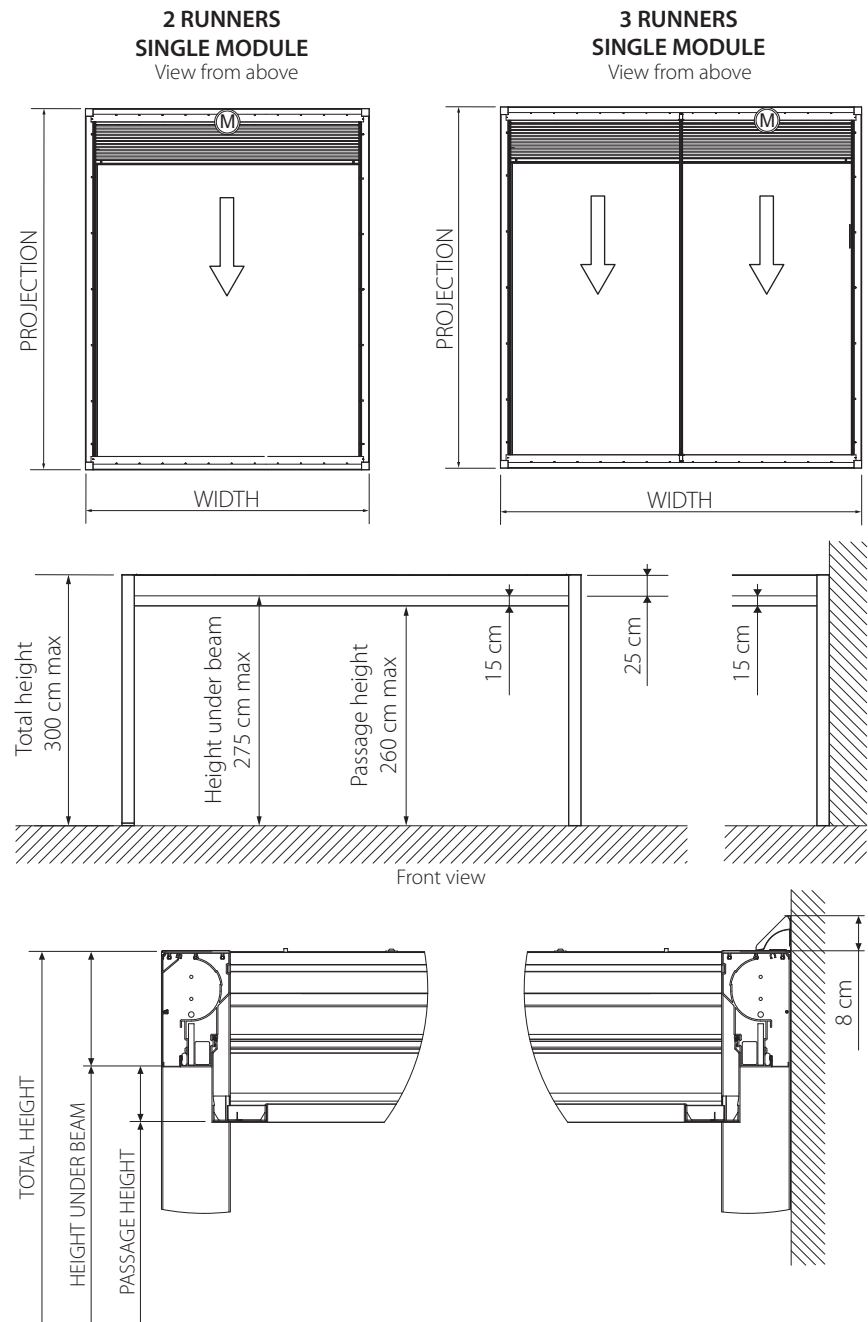 2 RUNNERS
SINGLE MODULE
View from above
3 RUNNERS
SINGLE MODULE
View from above
M
M
PROJECTION
PROJECTION
WIDTH
WIDTH
Total height
300 cm max
Height under beam
275 cm max
Passage height
260 cm max
15 cm
25 cm
15 cm
Front view
8 cm
TOTAL HEIGHT
HEIGHT UNDER BEAM
PASSAGE HEIGHT